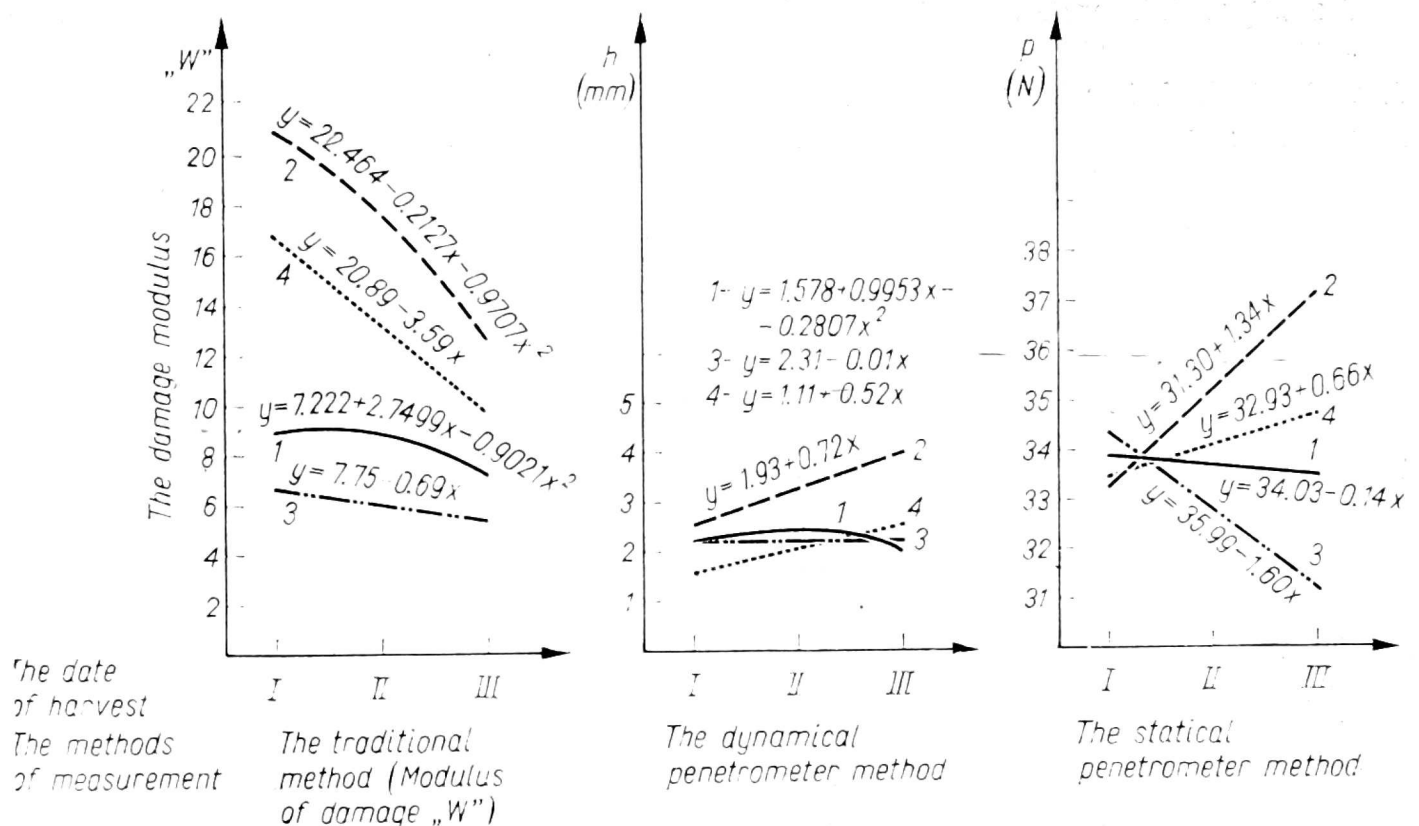 „W”
22
20
18
16
14
12
10
8
6
4
2
The damage modulus
y=22.464-0.2127x-0.9707x²
2
y=20.89-3.59x
4
y=7.222+2.7499x-0.9021x²
1
y=7.75-0.69x
3
I II III
The date
of harvest
The methods
of measurement
The traditional
method (Modulus
of damage „W”)
h
(mm)
5
4
3
2
1
1- y=1.578+0.9953x-
-0.2807x²
3- y=2.31-0.01x
4- y=1.11+0.52x
y=1.93+0.72x
2
1
4
3
I II III
The dynamical
penetrometer method
p
(N)
38
37
36
35
34
33
32
31
y=31.30+1.34x
2
y=32.93+0.66x
4
1
y=34.03-0.14x
3
y=35.99-1.60x
I II III
The statical
penetrometer method